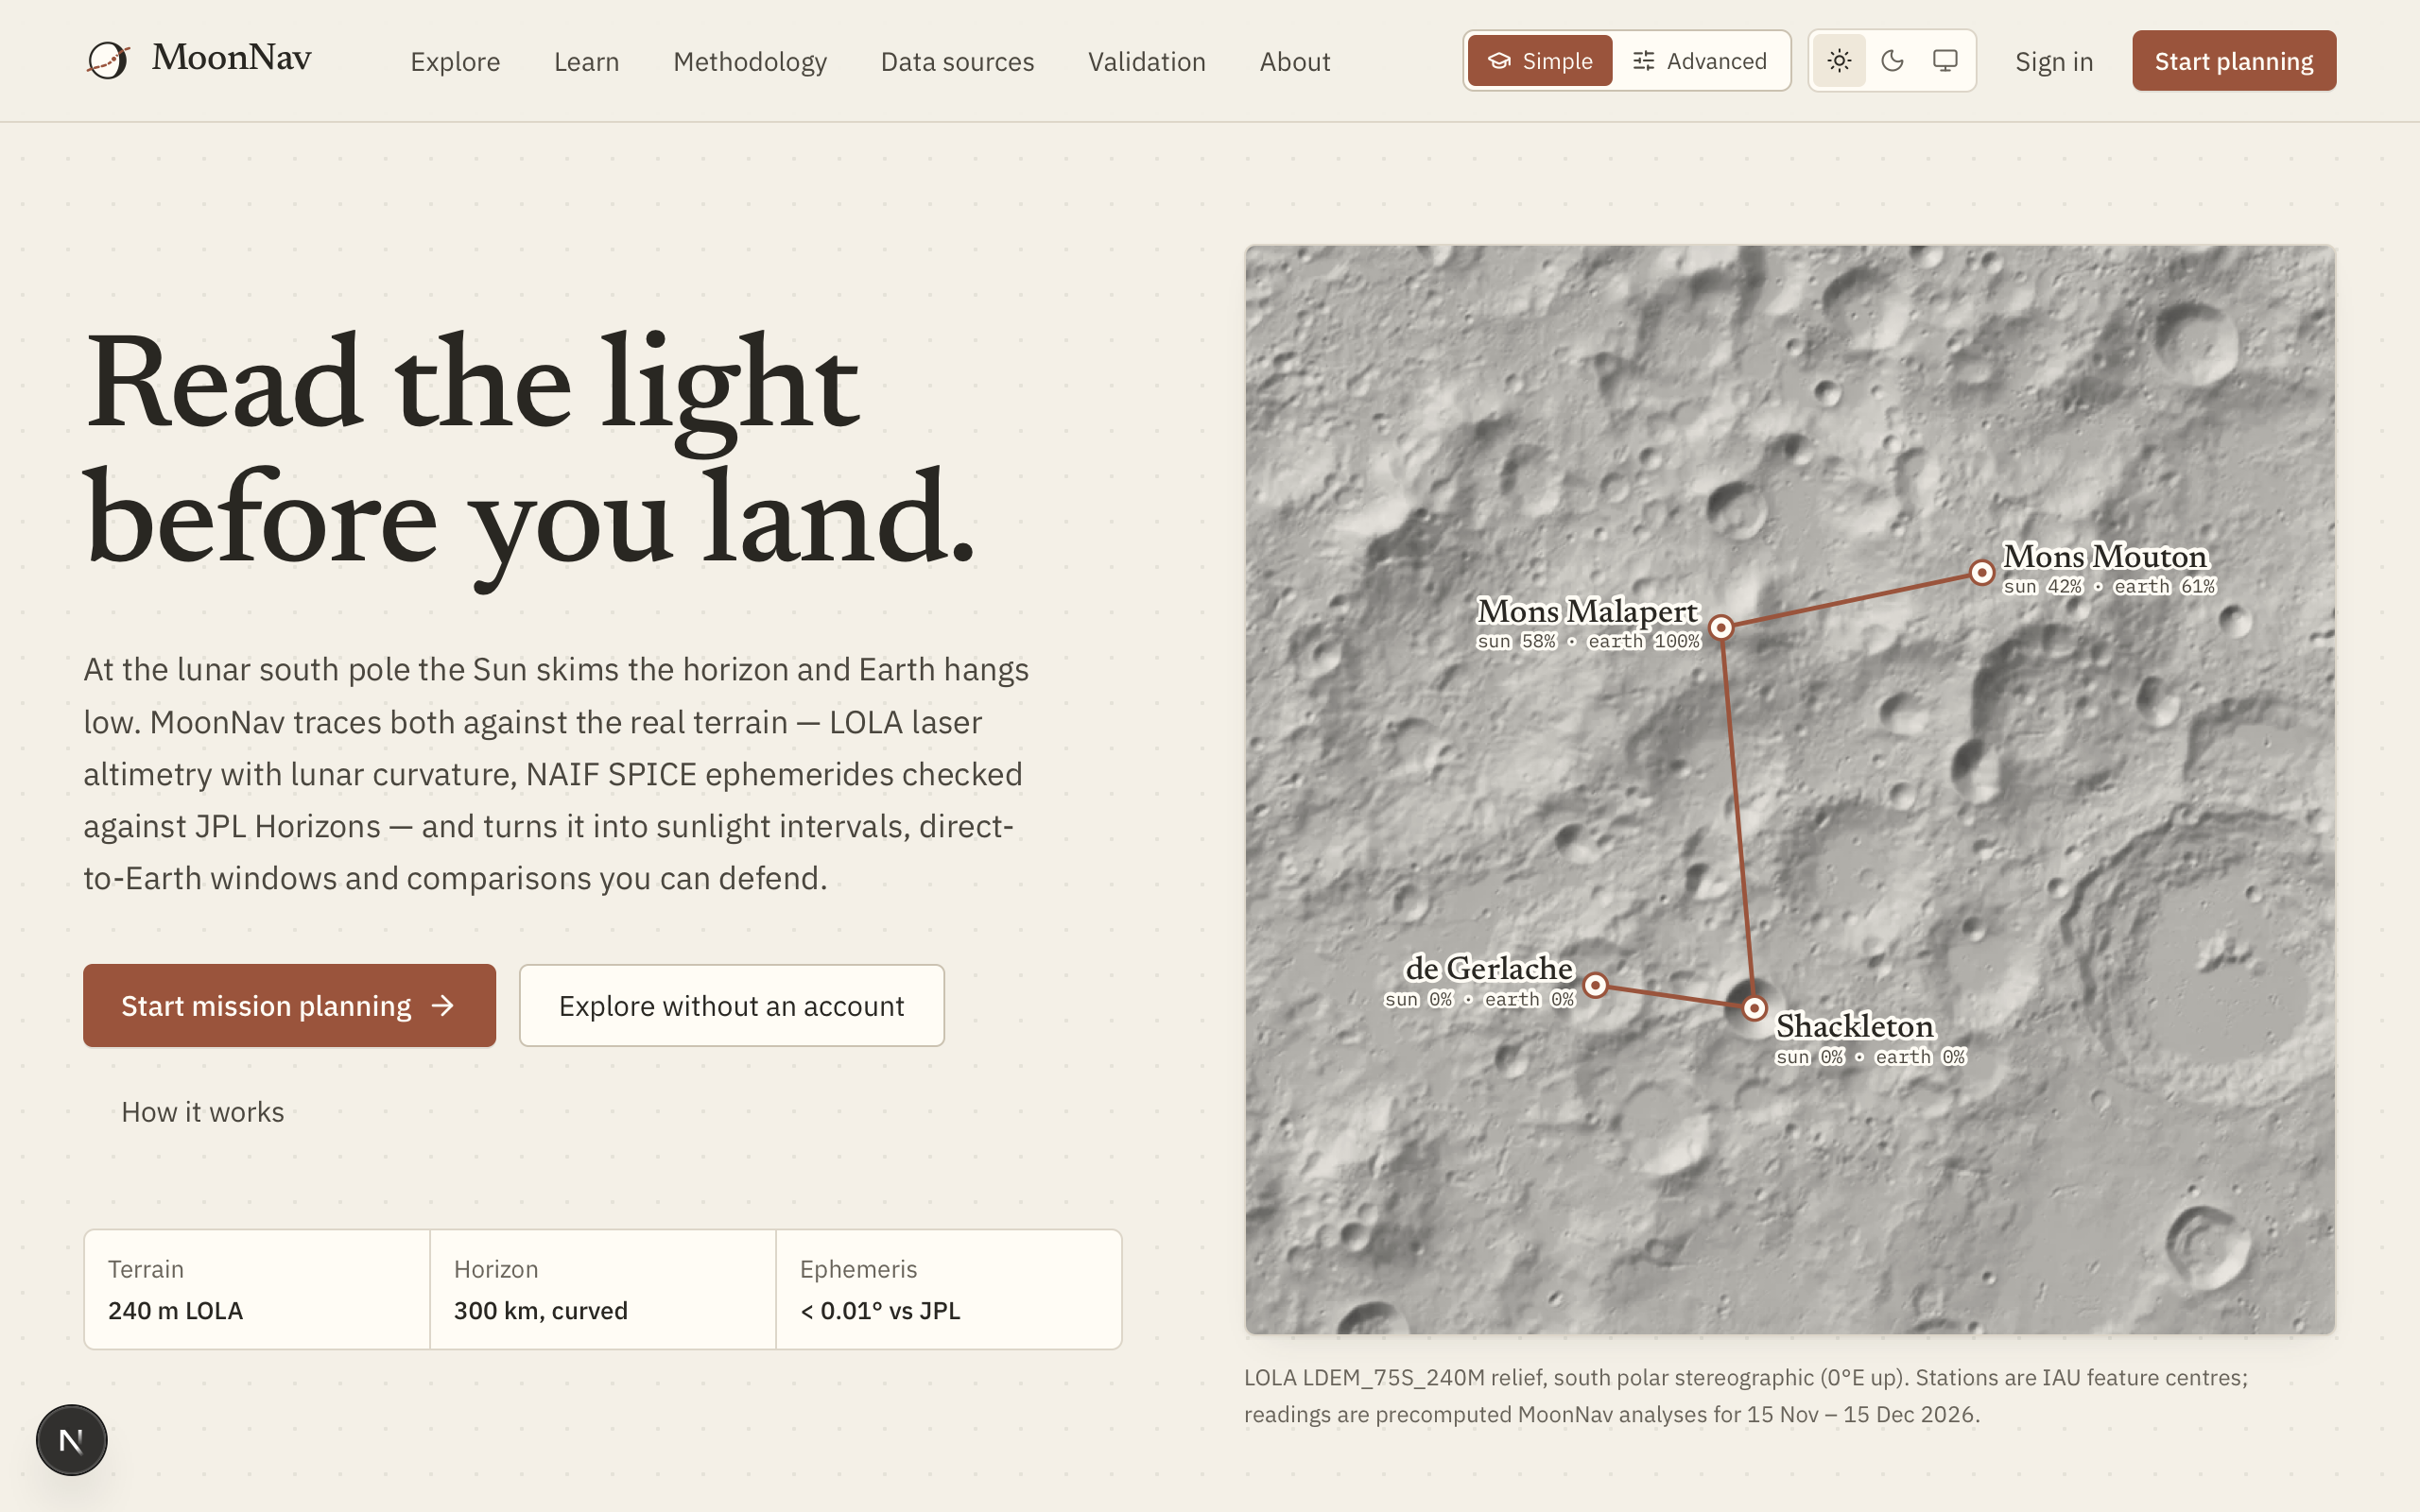 MoonNav
Explore
Learn
Methodology
Data sources
Validation
About
Simple
Advanced
Sign in
Start planning
Read the light
before you land.
At the lunar south pole the Sun skims the horizon and Earth hangs
low. MoonNav traces both against the real terrain — LOLA laser
altimetry with lunar curvature, NAIF SPICE ephemerides checked
against JPL Horizons — and turns it into sunlight intervals, direct-
to-Earth windows and comparisons you can defend.
Start mission planning →
Explore without an account
How it works
Terrain
240 m LOLA
Horizon
300 km, curved
Ephemeris
< 0.01° vs JPL
Mons Mouton
sun 42% · earth 61%
Mons Malapert
sun 58% · earth 100%
de Gerlache
sun 0% · earth 0%
Shackleton
sun 0% · earth 0%
LOLA LDEM_75S_240M relief, south polar stereographic (0°E up). Stations are IAU feature centres;
readings are precomputed MoonNav analyses for 15 Nov – 15 Dec 2026.
N